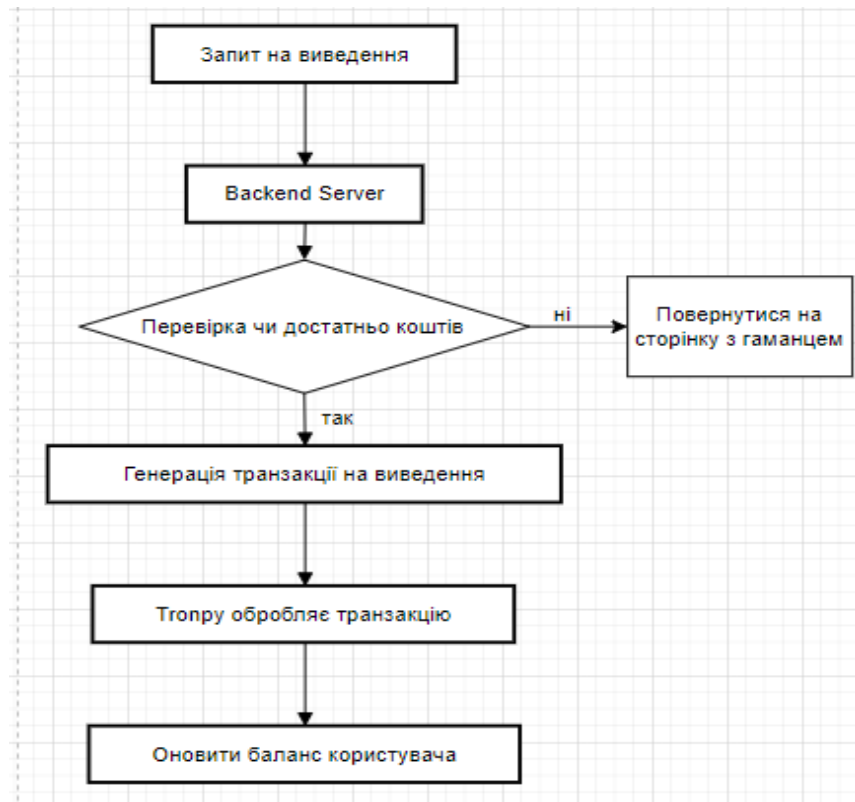 Запит на виведення
Backend Server
Перевірка чи достатньо коштів
ні
Повернутися на
сторінку з гаманцем
так
Генерація транзакції на виведення
Tronpy обробляє транзакцію
Оновити баланс користувача